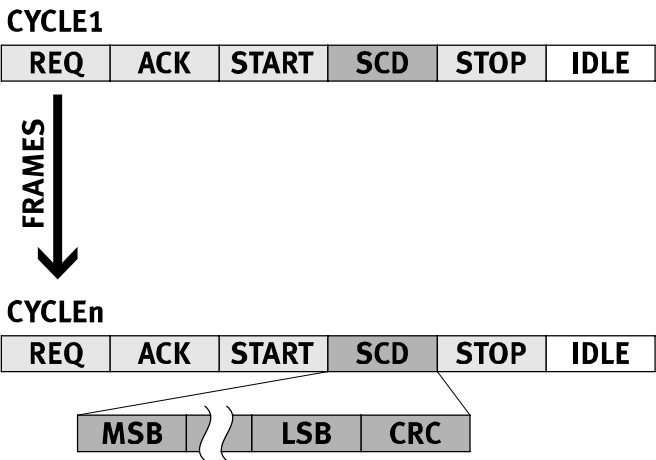 CYCLE1
REQ ACK START SCD STOP IDLE
FRAMES
CYCLEn
REQ ACK START SCD STOP IDLE
MSB LSB CRC